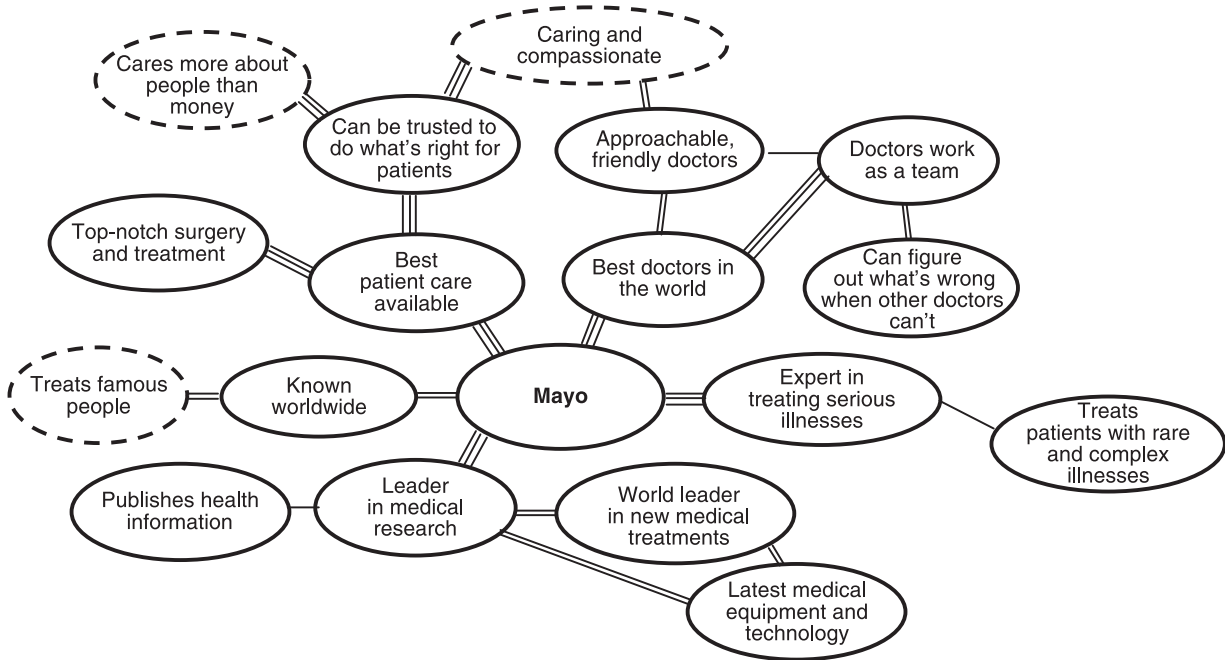 Caring and
compassionate
Cares more about
people than
money
Can be trusted to
do what's right for
patients
Approachable,
friendly doctors
Doctors work
as a team
Top-notch surgery
and treatment
Best
patient care
available
Best doctors in
the world
Can figure
out what's wrong
when other doctors
can't
Treats famous
people
Known
worldwide
Mayo
Expert in
treating serious
illnesses
Treats
patients with rare
and complex
illnesses
Publishes health
information
Leader
in medical
research
World leader
in new medical
treatments
Latest medical
equipment and
technology